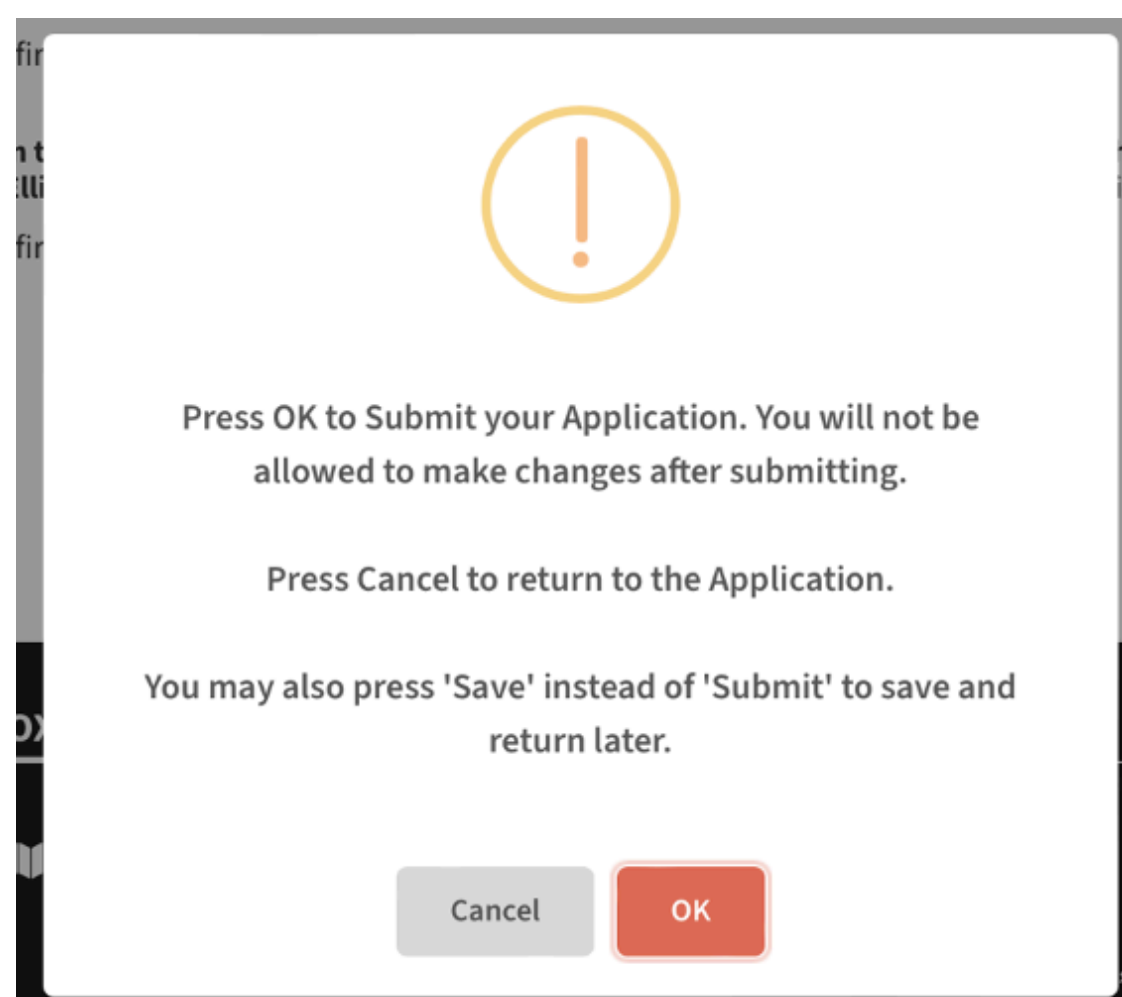 fir
Press OK to Submit your Application. You will not be
allowed to make changes after submitting.
Press Cancel to return to the Application.
You may also press 'Save' instead of 'Submit' to save and
return later.
Cancel
OK